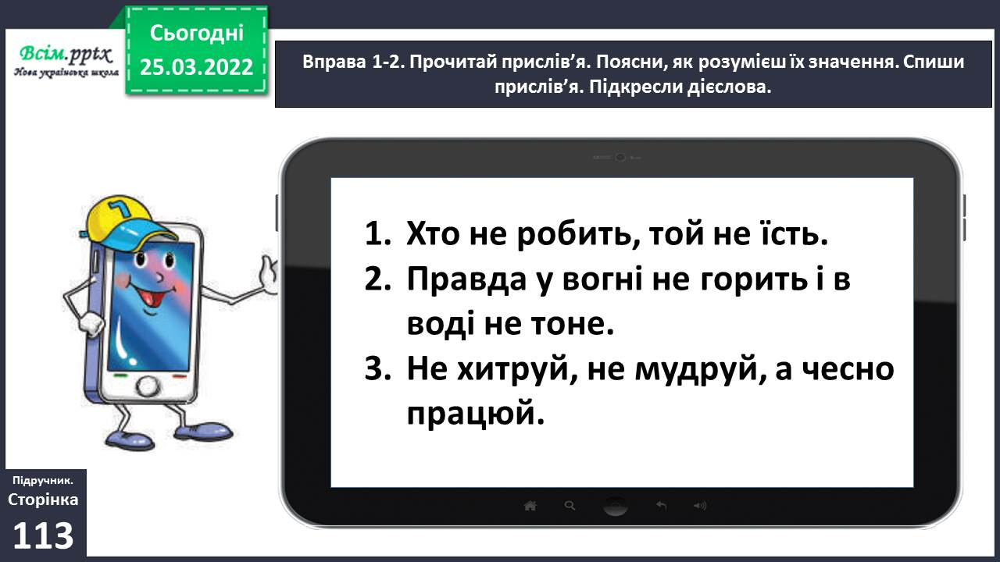 Всім.pptx
Нова українська школа
Сьогодні
25.03.2022
Вправа 1-2. Прочитай прислів’я. Поясни, як розумієш їх значення. Спиши
прислів’я. Підкресли дієслова.
1. Хто не робить, той не їсть.
2. Правда у вогні не горить і в
воді не тоне.
3. Не хитруй, не мудруй, а чесно
працюй.
Підручник.
Сторінка
113